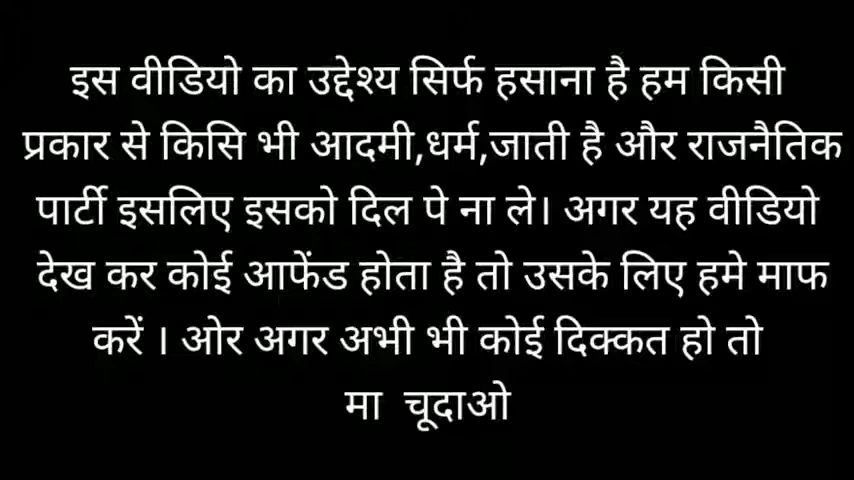 इस वीडियो का उद्देश्य सिर्फ हसाना है हम किसी
प्रकार से किसि भी आदमी,धर्म,जाती है और राजनैतिक
पार्टी इसलिए इसको दिल पे ना ले। अगर यह वीडियो
देख कर कोई आफेंड होता है तो उसके लिए हमे माफ
करें । ओर अगर अभी भी कोई दिक्कत हो तो
मा चूदाओ